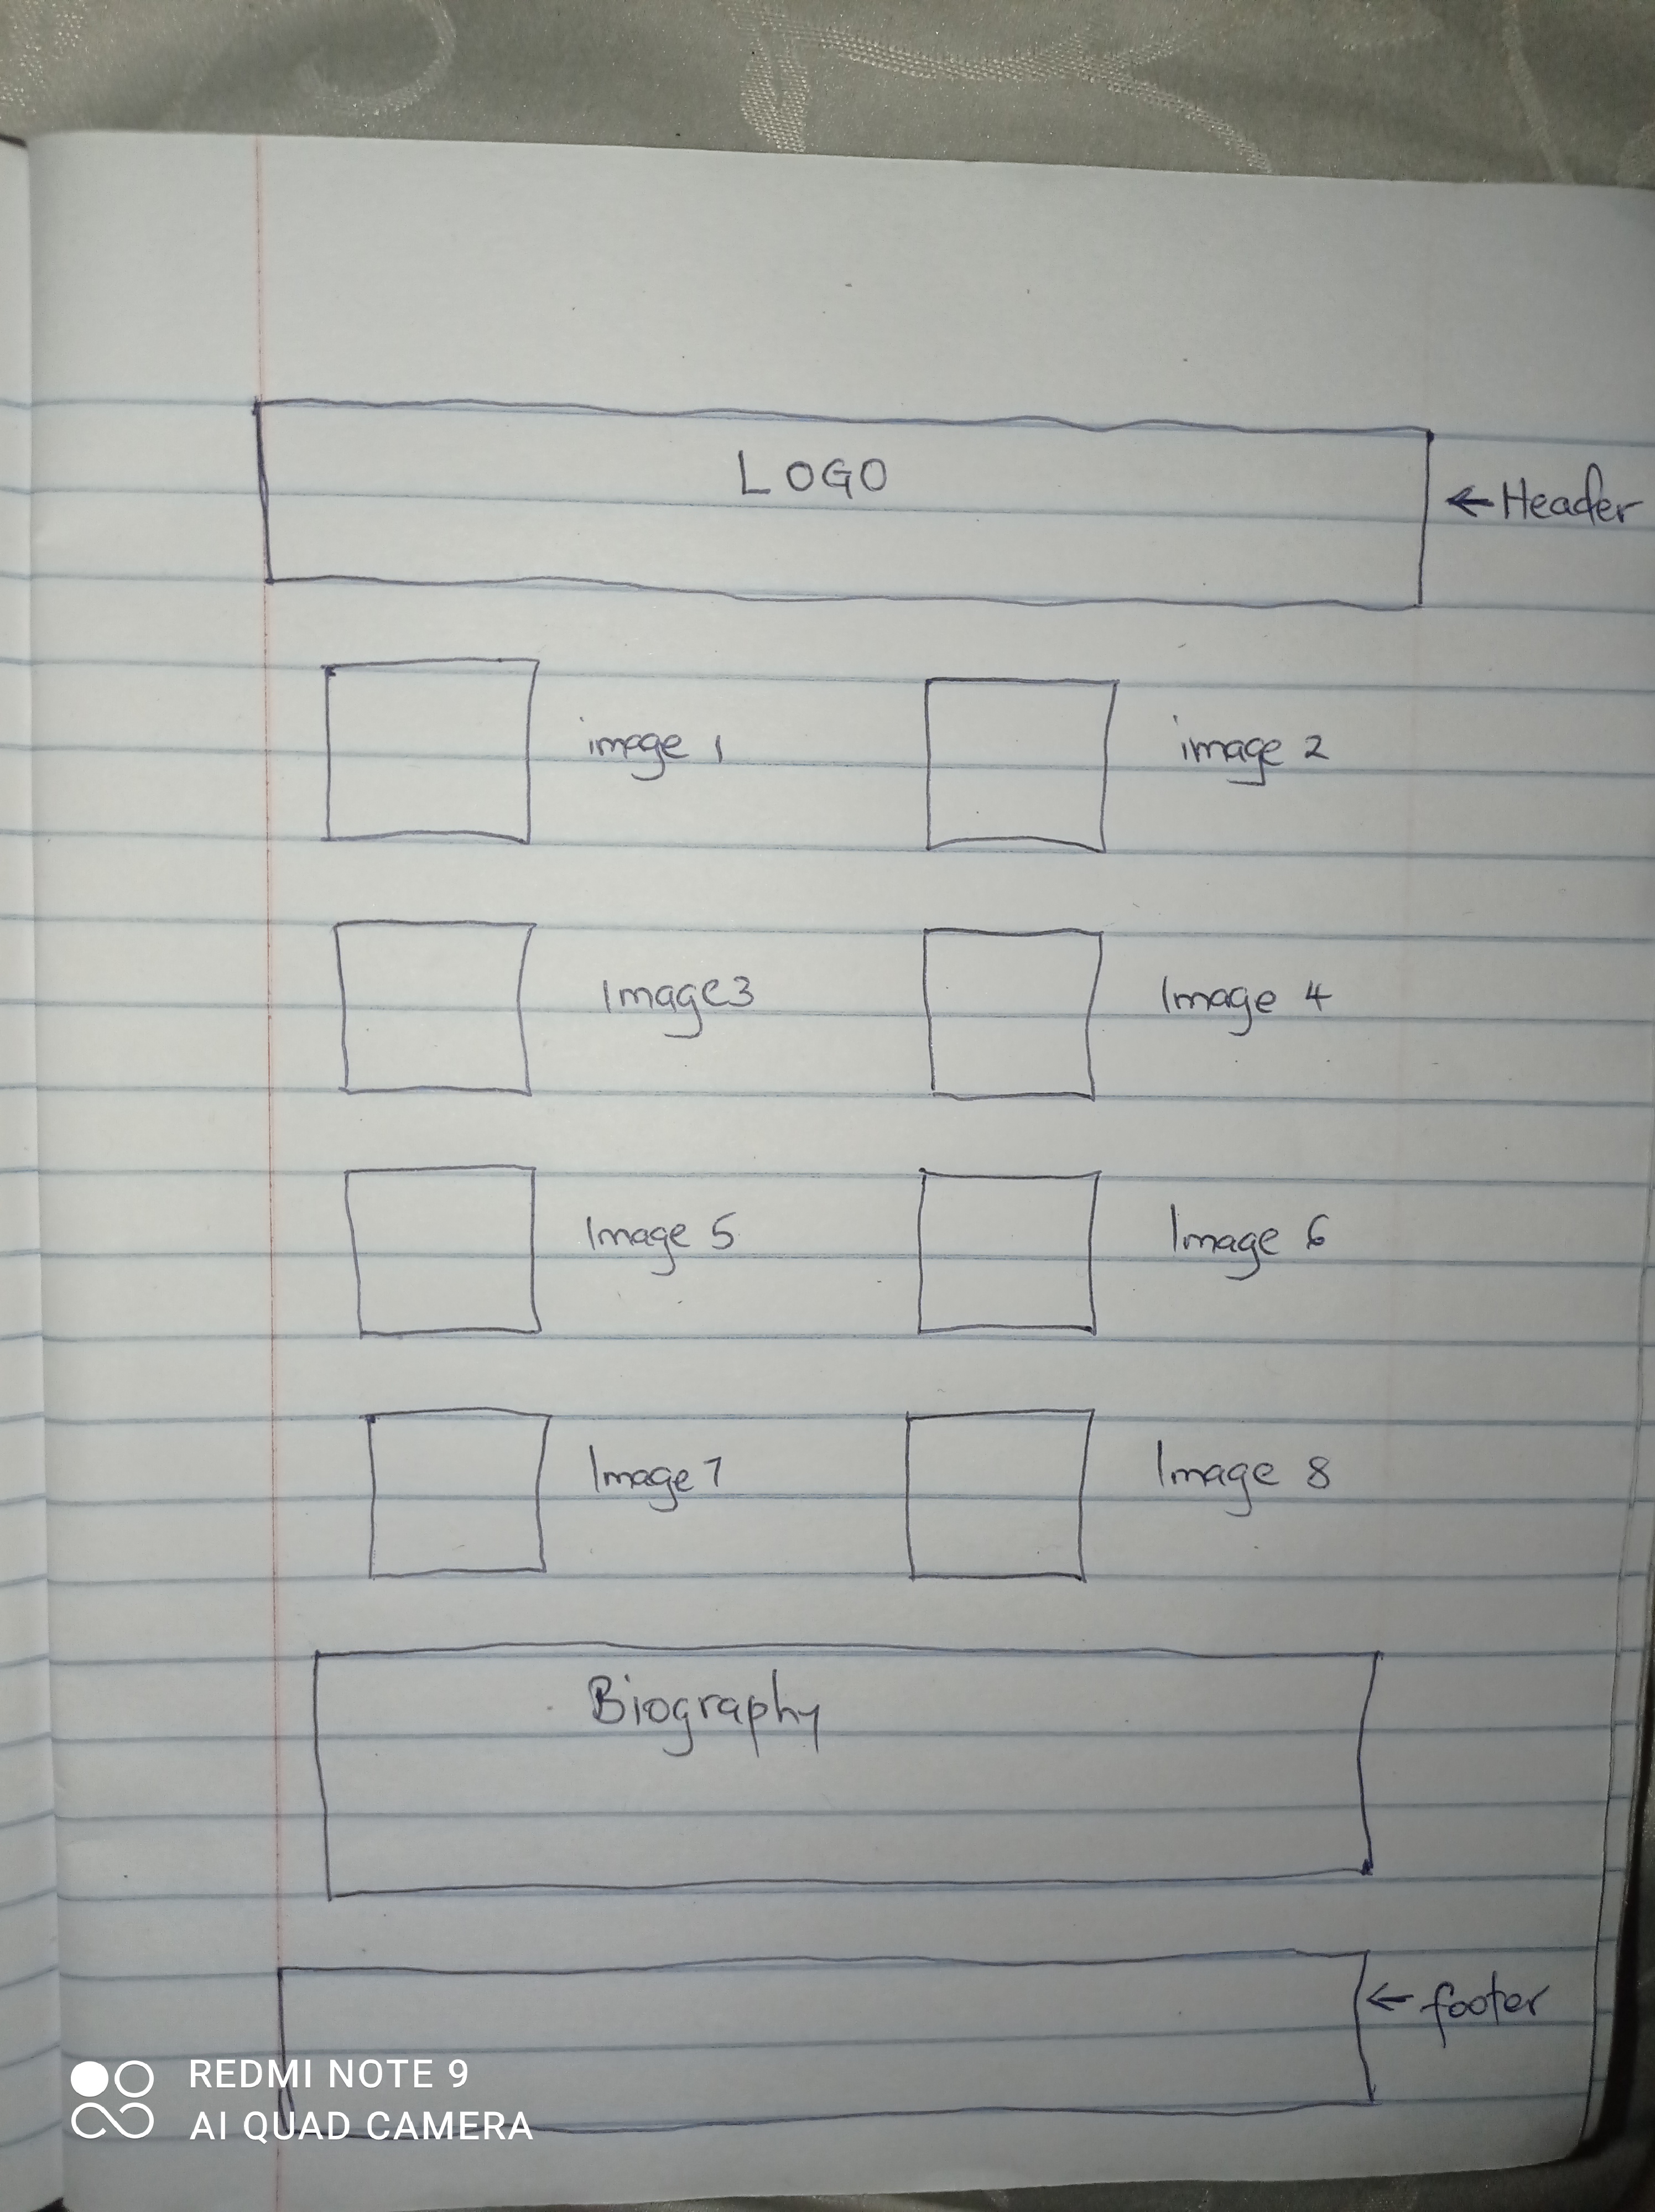 LOGO
← Header
image 1
image 2
Image3
Image 4
Image 5
Image 6
Image 7
Image 8
Biography
← footer
REDMI NOTE 9
AI QUAD CAMERA